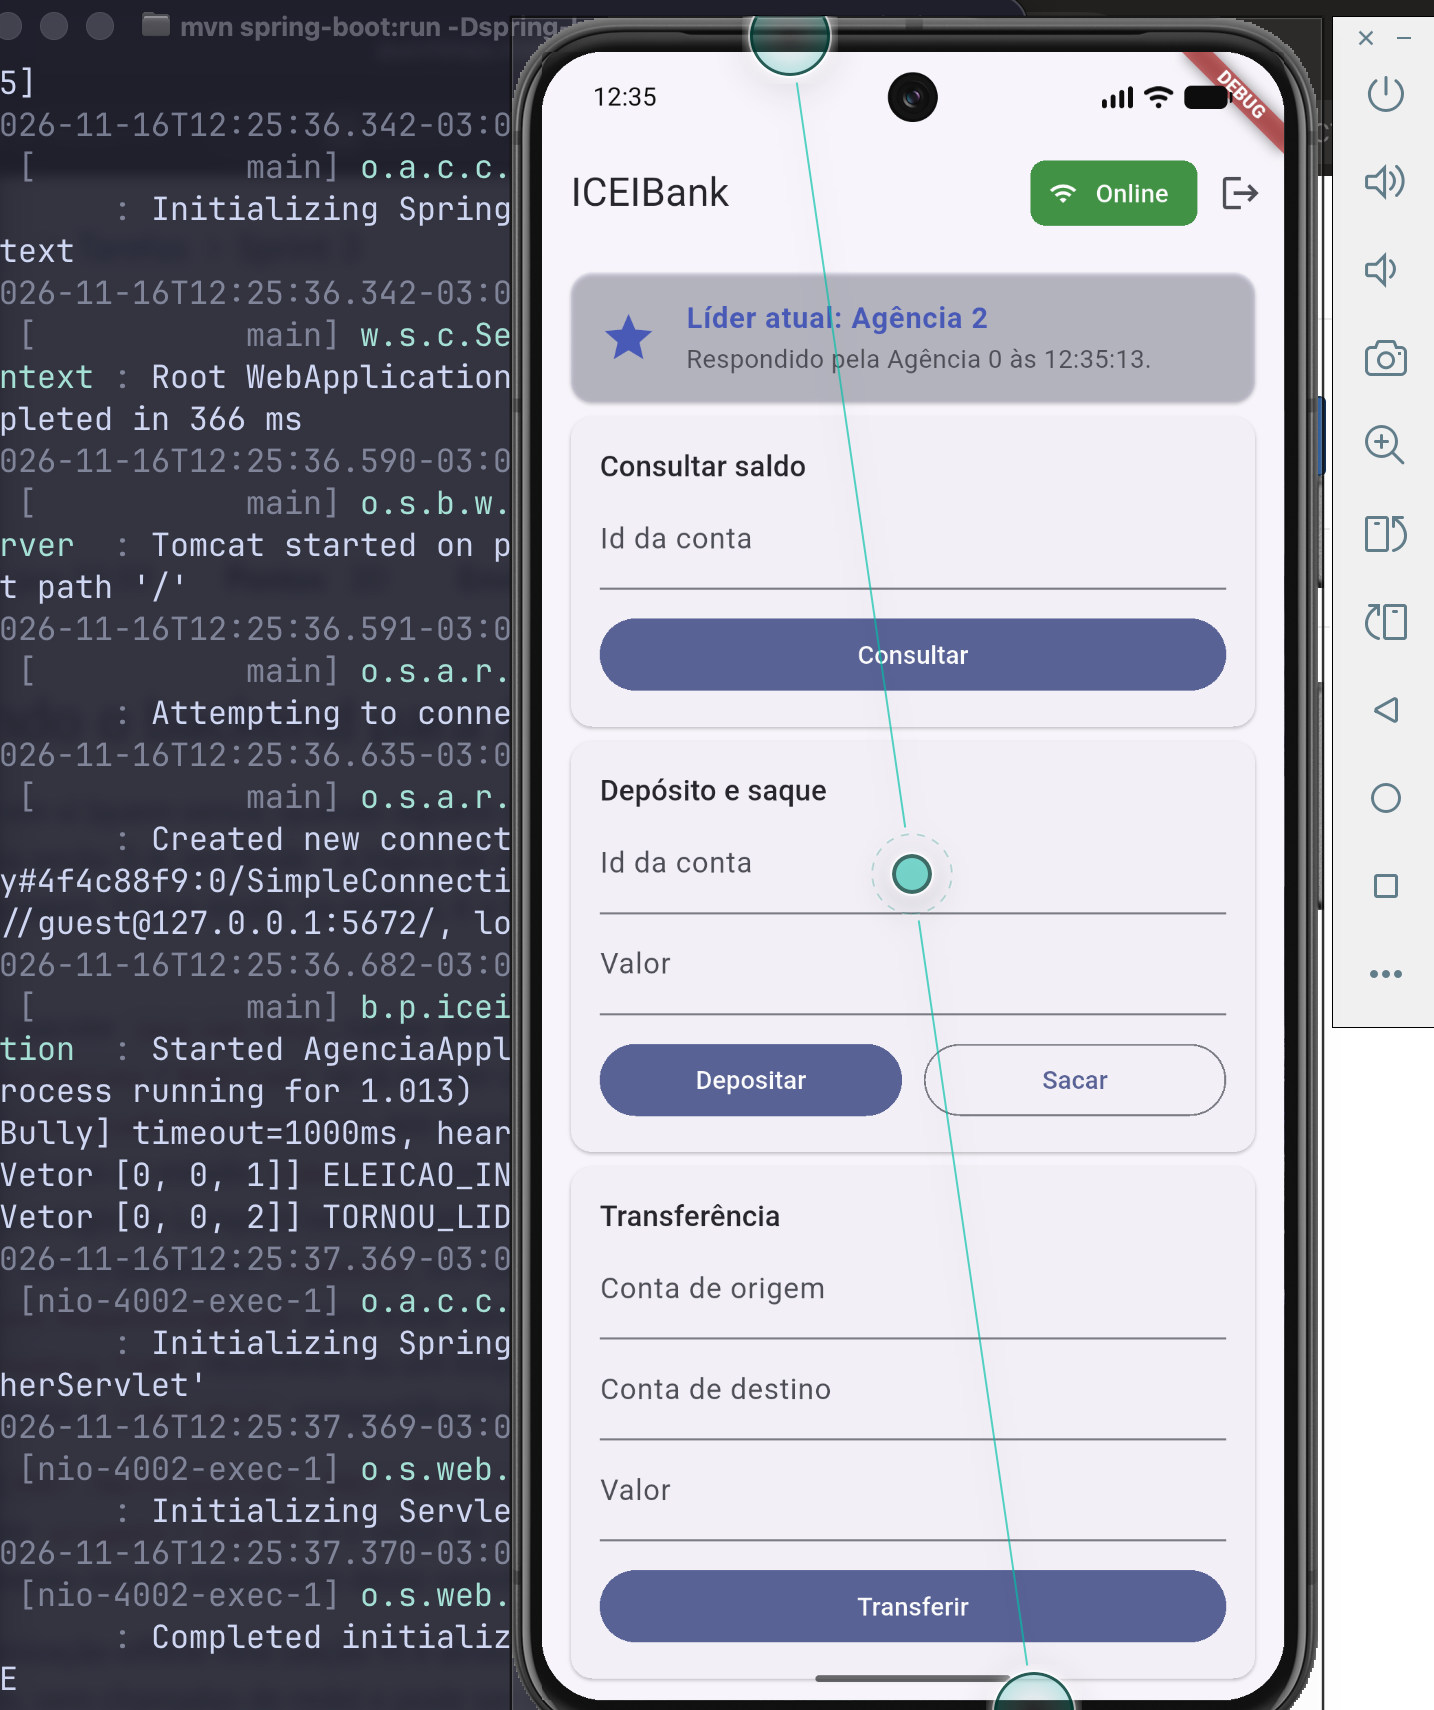 mvn spring-boot:run -Dspring-b
5]
026-11-16T12:25:36.342-03:0
[ main] o.a.c.c.
: Initializing Spring
text
026-11-16T12:25:36.342-03:0
[ main] w.s.c.Se
ntext : Root WebApplication
pleted in 366 ms
026-11-16T12:25:36.590-03:0
[ main] o.s.b.w.
rver : Tomcat started on p
t path '/'
026-11-16T12:25:36.591-03:0
[ main] o.s.a.r.
: Attempting to conne
026-11-16T12:25:36.635-03:0
[ main] o.s.a.r.
: Created new connect
y#4f4c88f9:0/SimpleConnecti
//guest@127.0.0.1:5672/, lo
026-11-16T12:25:36.682-03:0
[ main] b.p.icei
tion : Started AgenciaAppl
rocess running for 1.013)
Bully] timeout=1000ms, hear
Vetor [0, 0, 1]] ELEICAO_IN
Vetor [0, 0, 2]] TORNOU_LID
026-11-16T12:25:37.369-03:0
[nio-4002-exec-1] o.a.c.c.
: Initializing Spring
herServlet'
026-11-16T12:25:37.369-03:0
[nio-4002-exec-1] o.s.web.
: Initializing Servle
026-11-16T12:25:37.370-03:0
[nio-4002-exec-1] o.s.web.
: Completed initializ
E
12:35
DEBUG
ICEIBank
Online
Líder atual: Agência 2
Respondido pela Agência 0 às 12:35:13.
Consultar saldo
Id da conta
Consultar
Depósito e saque
Id da conta
Valor
Depositar
Sacar
Transferência
Conta de origem
Conta de destino
Valor
Transferir